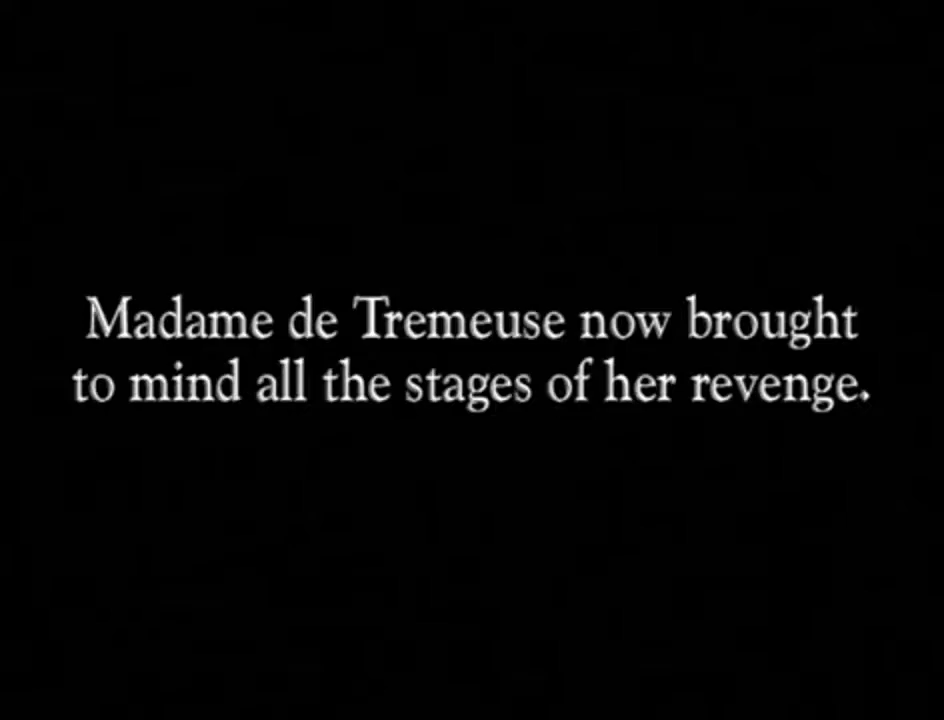 Madame de Tremeuse now brought
to mind all the stages of her revenge.